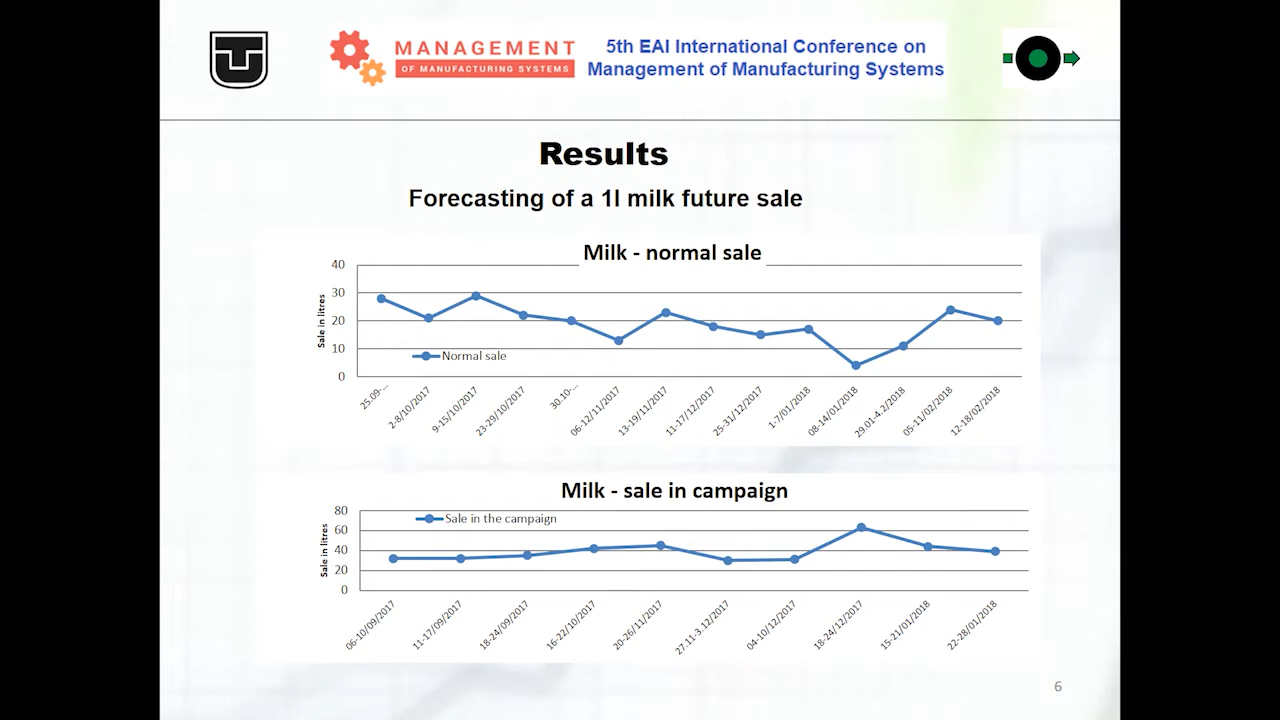 MANAGEMENT
OF MANUFACTURING SYSTEMS
5th EAI International Conference on
Management of Manufacturing Systems
Results
Forecasting of a 1l milk future sale
Milk - normal sale
40
30
20
10
0
Sale in litres
Normal sale
25.09-...
2-8/10/2017
9-15/10/2017
23-29/10/2017
30.10-...
06-12/11/2017
13-19/11/2017
11-17/12/2017
25-31/12/2017
1-7/01/2018
08-14/01/2018
29.01-4.2/2018
05-11/02/2018
12-18/02/2018
Milk - sale in campaign
80
60
40
20
0
Sale in litres
Sale in the campaign
06-10/09/2017
11-17/09/2017
18-24/09/2017
16-22/10/2017
20-26/11/2017
27.11-3.12/2017
04-10/12/2017
18-24/12/2017
15-21/01/2018
22-28/01/2018
6